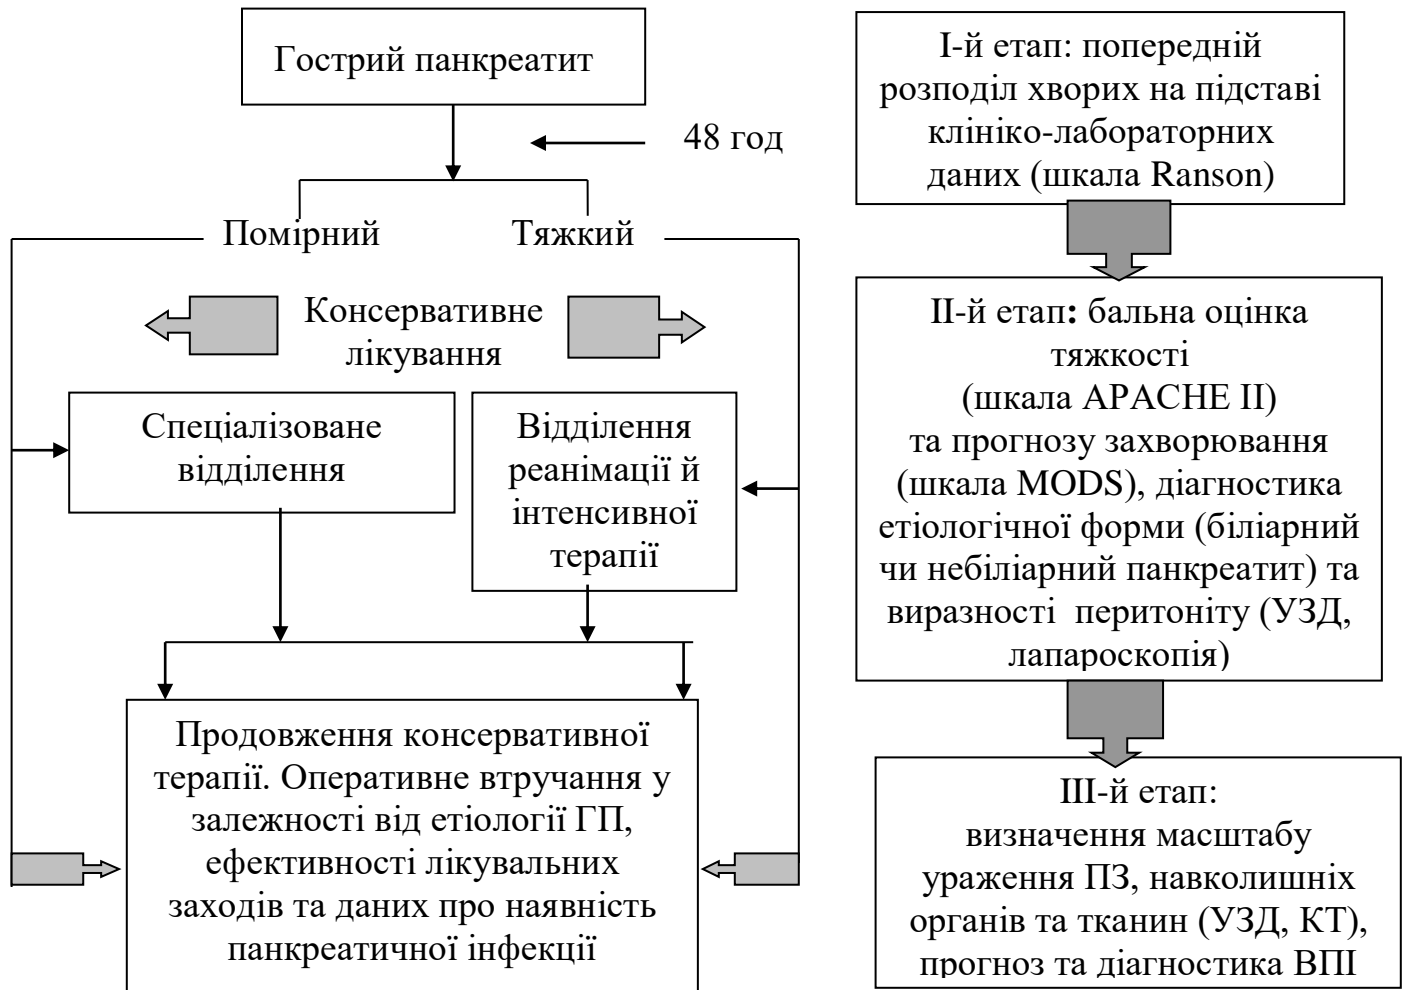 Гострий панкреатит
48 год
Помірний
Тяжкий
Консервативне
лікування
Спеціалізоване
відділення
Відділення
реанімації й
інтенсивної
терапії
Продовження консервативної
терапії. Оперативне втручання у
залежності від етіології ГП,
ефективності лікувальних
заходів та даних про наявність
панкреатичної інфекції
І-й етап: попередній
розподіл хворих на підставі
клініко-лабораторних
даних (шкала Ranson)
ІІ-й етап: бальна оцінка
тяжкості
(шкала APACHE II)
та прогнозу захворювання
(шкала MODS), діагностика
етіологічної форми (біліарний
чи небіліарний панкреатит) та
виразності перитоніту (УЗД,
лапароскопія)
ІІІ-й етап:
визначення масштабу
ураження ПЗ, навколишніх
органів та тканин (УЗД, КТ),
прогноз та діагностика ВПІ